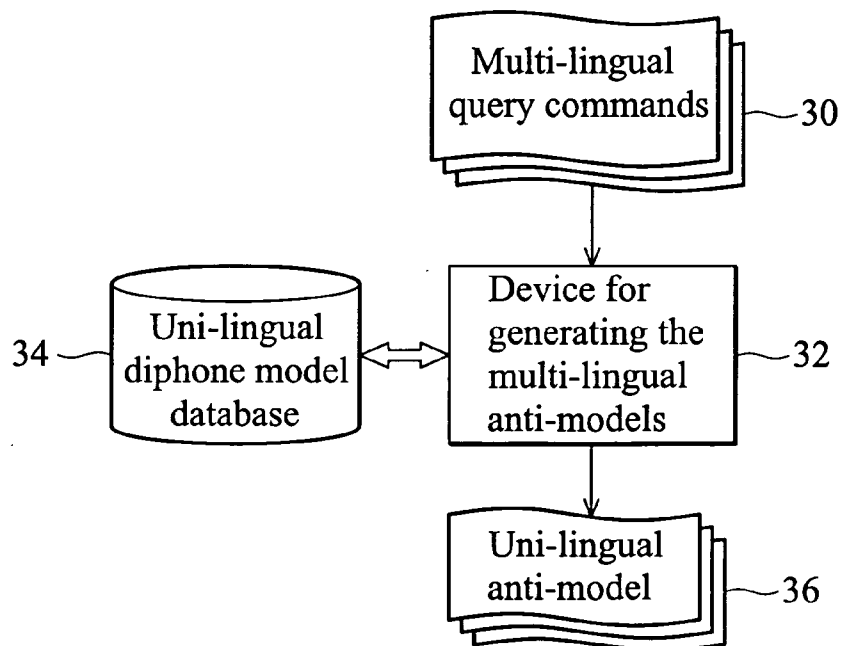 Multi-lingual
query commands
30
Uni-lingual
diphone model
database
34
Device for
generating the
multi-lingual
anti-models
32
Uni-lingual
anti-model
36